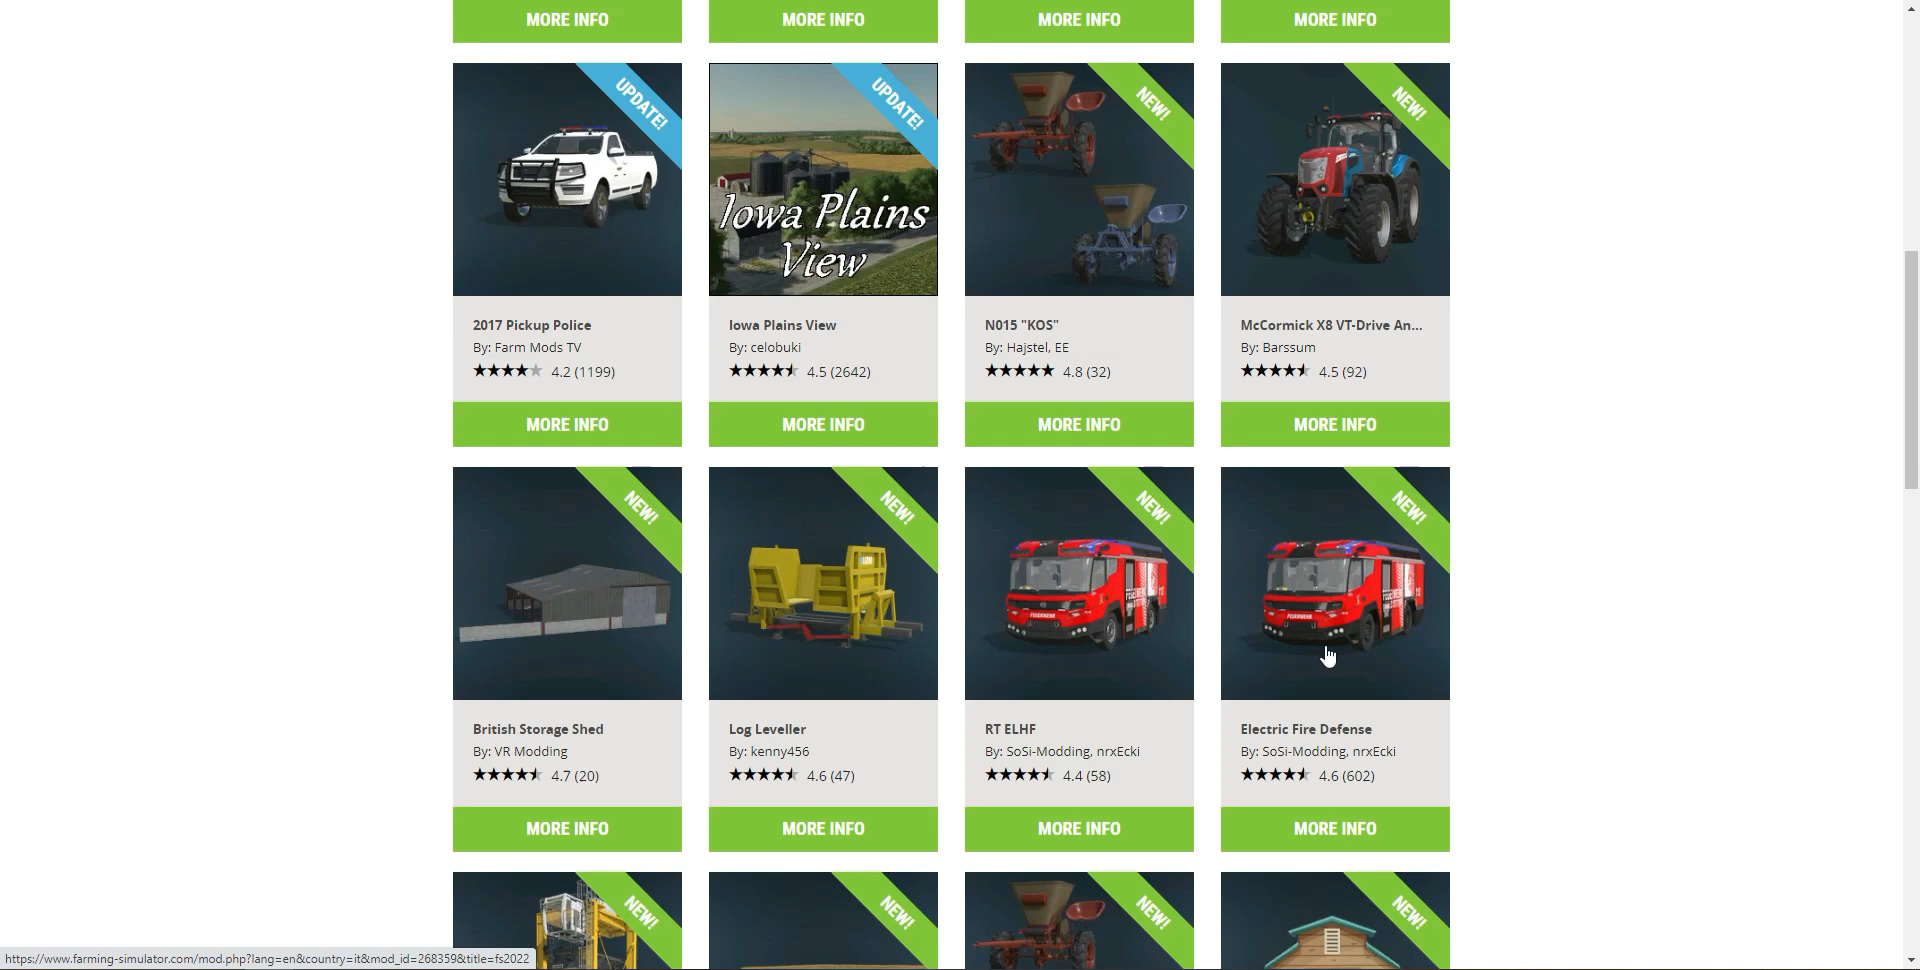 MORE INFO
MORE INFO
MORE INFO
MORE INFO
UPDATE!
UPDATE!
NEW!
NEW!
Iowa Plains
View
2017 Pickup Police
By: Farm Mods TV
4.2 (1199)
Iowa Plains View
By: celobuki
4.5 (2642)
N015 "KOS"
By: Hajstel, EE
4.8 (32)
McCormick X8 VT-Drive An...
By: Barssum
4.5 (92)
MORE INFO
MORE INFO
MORE INFO
MORE INFO
NEW!
NEW!
NEW!
NEW!
FEUERWEHR
FEUERWEHR
British Storage Shed
By: VR Modding
4.7 (20)
Log Leveller
By: kenny456
4.6 (47)
RT ELHF
By: SoSi-Modding, nrxEcki
4.4 (58)
Electric Fire Defense
By: SoSi-Modding, nrxEcki
4.6 (602)
MORE INFO
MORE INFO
MORE INFO
MORE INFO
NEW!
NEW!
NEW!
NEW!
https://www.farming-simulator.com/mod.php?lang=en&country=it&mod_id=268359&title=fs2022